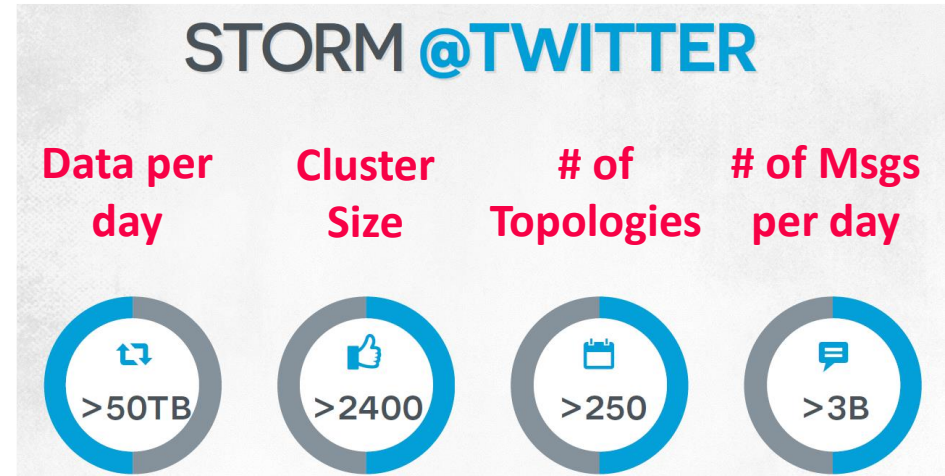 STORM @TWITTER
Data per day
Cluster Size
# of Topologies
# of Msgs per day
>50TB
>2400
>250
>3B